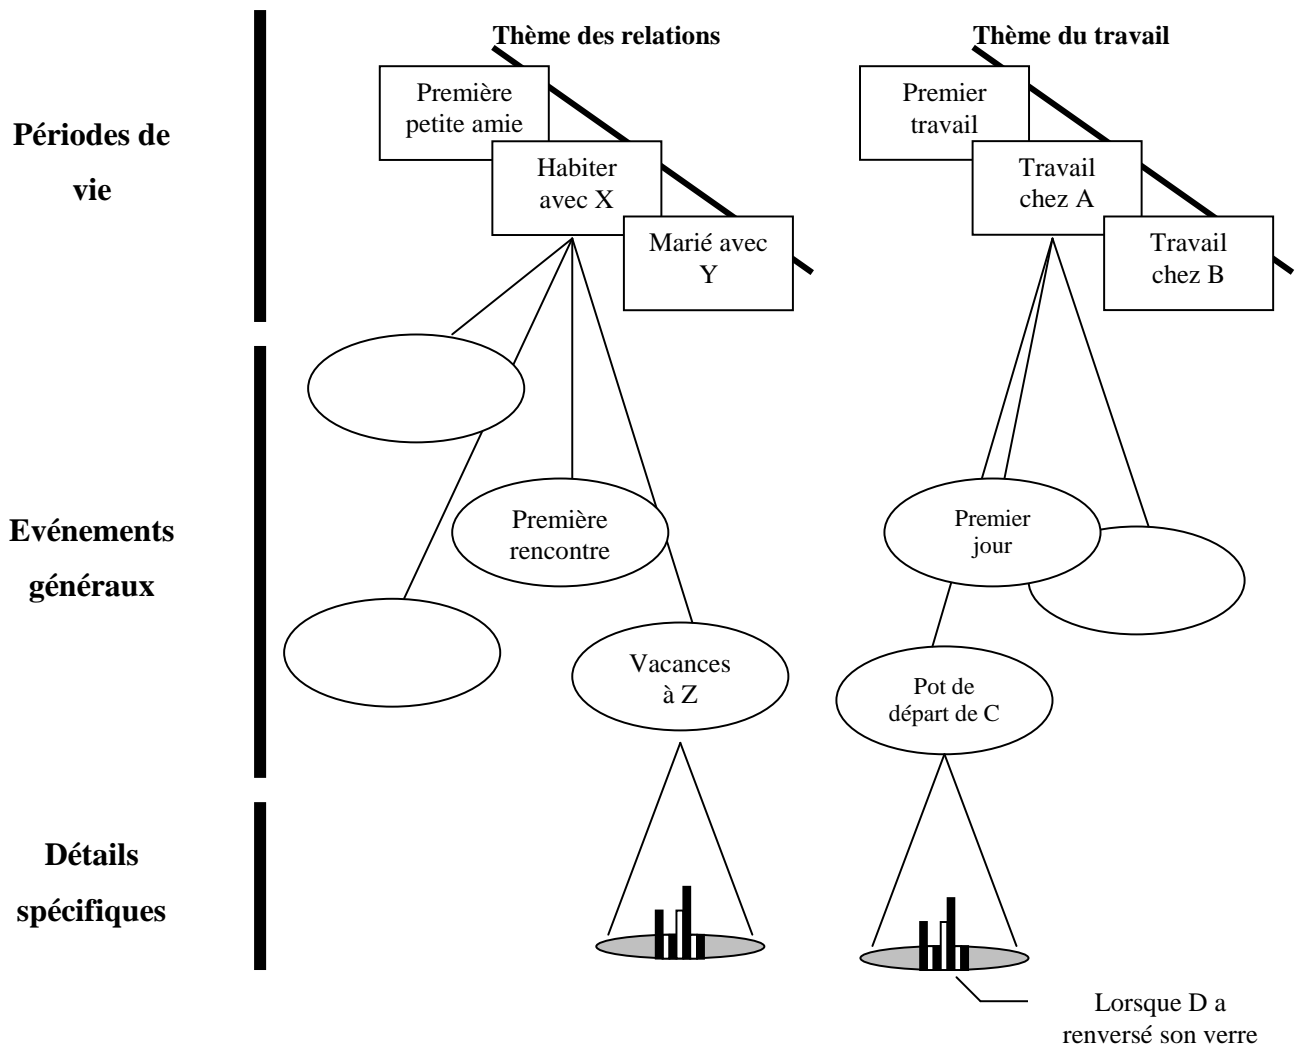 Thème des relations
Thème du travail
Périodes de
vie
Première
petite amie
Habiter
avec X
Marié avec
Y
Premier
travail
Travail
chez A
Travail
chez B
Evénements
généraux
Première
rencontre
Vacances
à Z
Premier
jour
Pot de
départ de C
Détails
spécifiques
Lorsque D a
renversé son verre